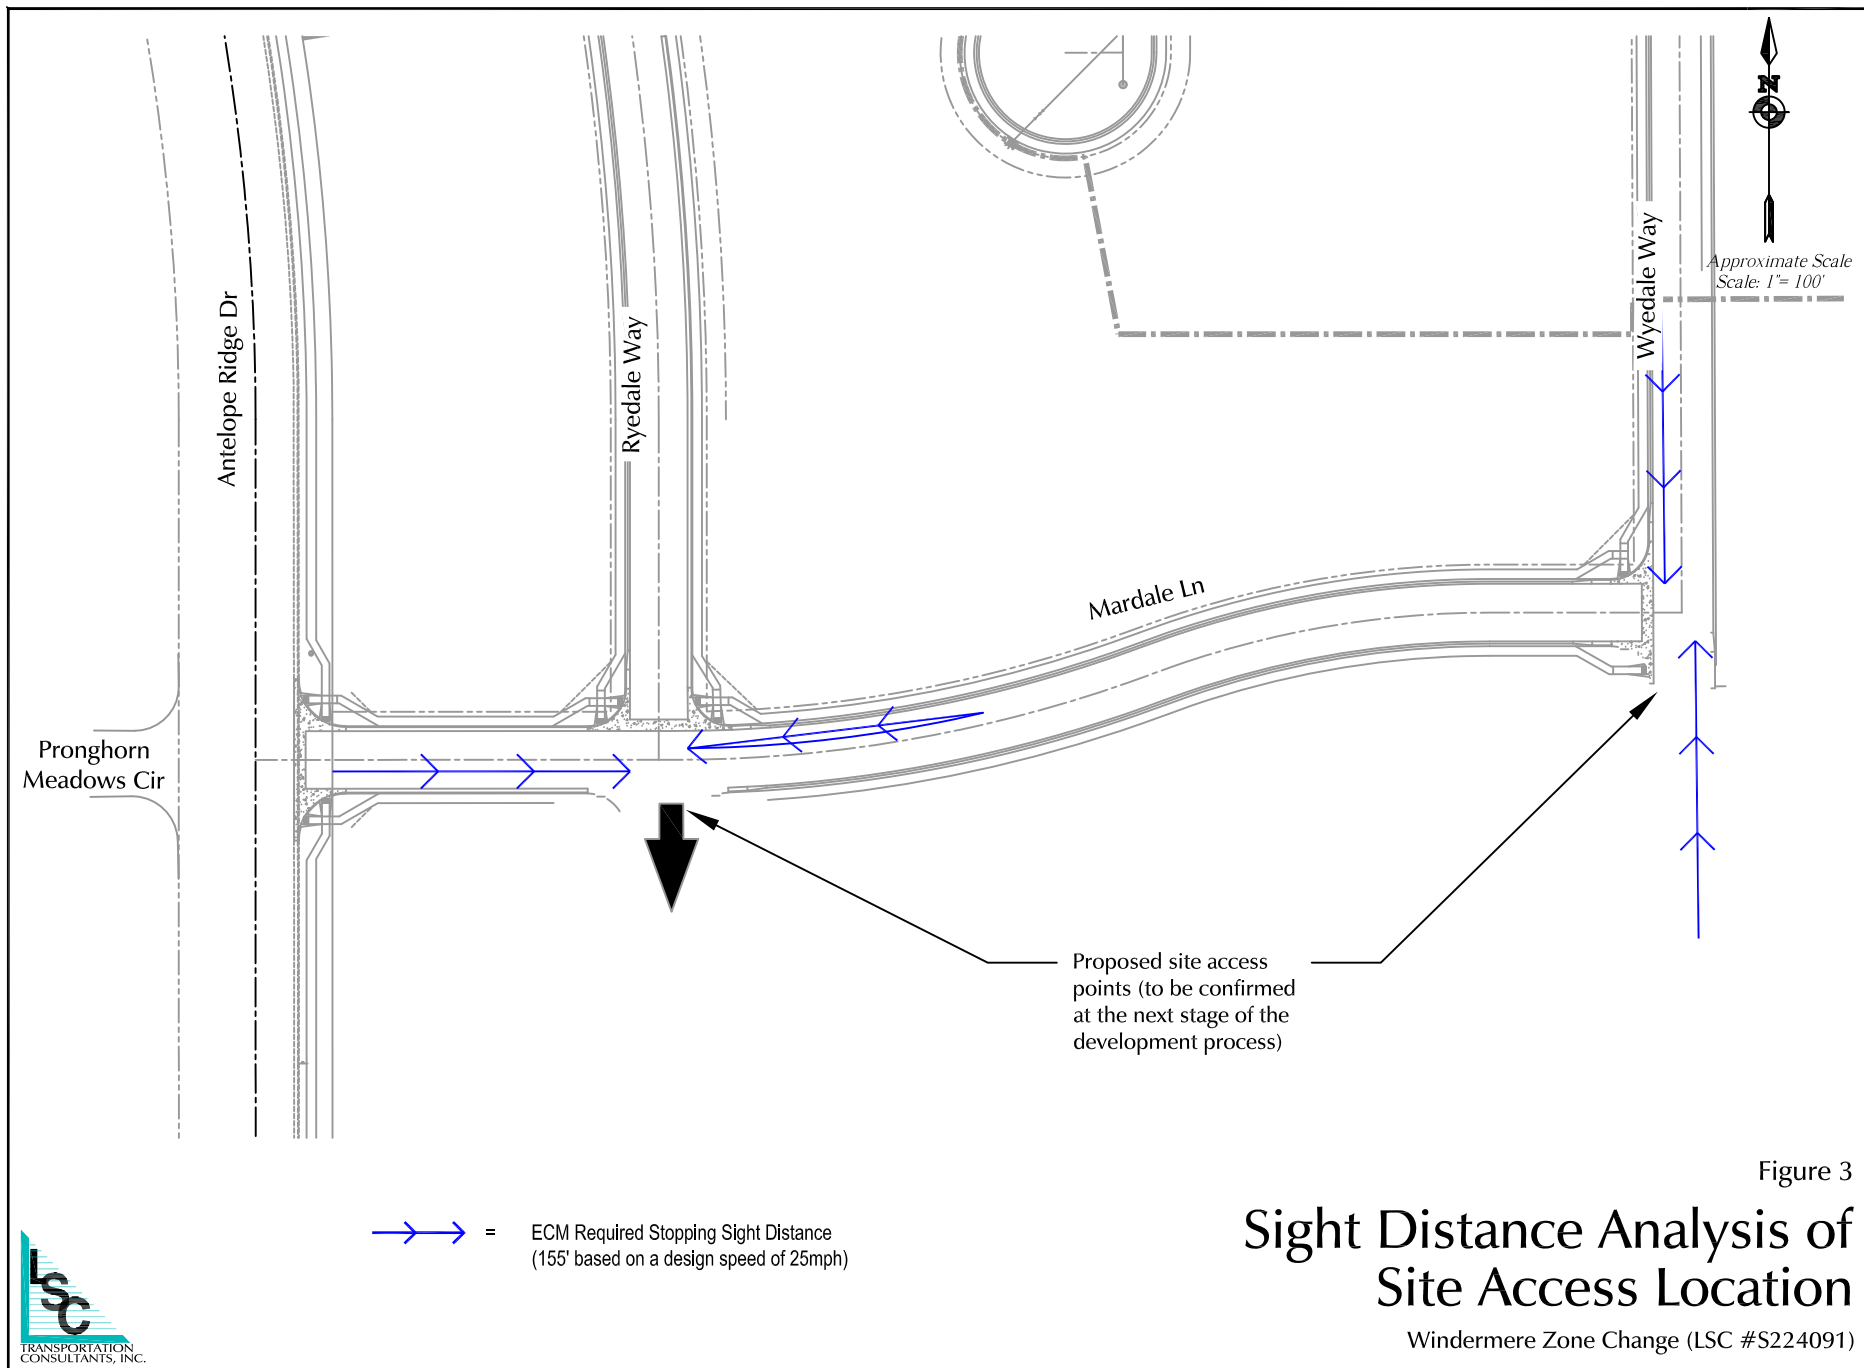 N
Approximate Scale
Scale: 1"= 100'
Antelope Ridge Dr
Ryedale Way
Wyedale Way
Mardale Ln
Pronghorn
Meadows Cir
Proposed site access
points (to be confirmed
at the next stage of the
development process)
= ECM Required Stopping Sight Distance
(155' based on a design speed of 25mph)
Figure 3
Sight Distance Analysis of
Site Access Location
Windermere Zone Change (LSC #S224091)
LSC
TRANSPORTATION
CONSULTANTS, INC.